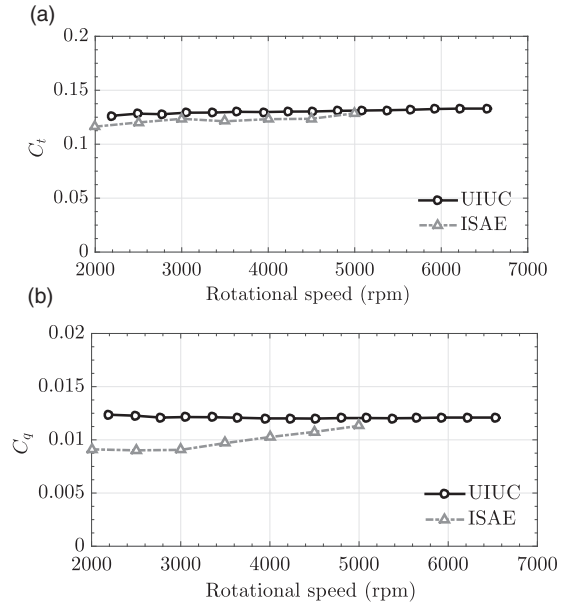 (a)
0.2
0.15
0.1
0.05
0
C_t
UIUC
ISAE
2000 3000 4000 5000 6000 7000
Rotational speed (rpm)
(b)
0.02
0.015
0.01
0.005
0
C_q
UIUC
ISAE
2000 3000 4000 5000 6000 7000
Rotational speed (rpm)